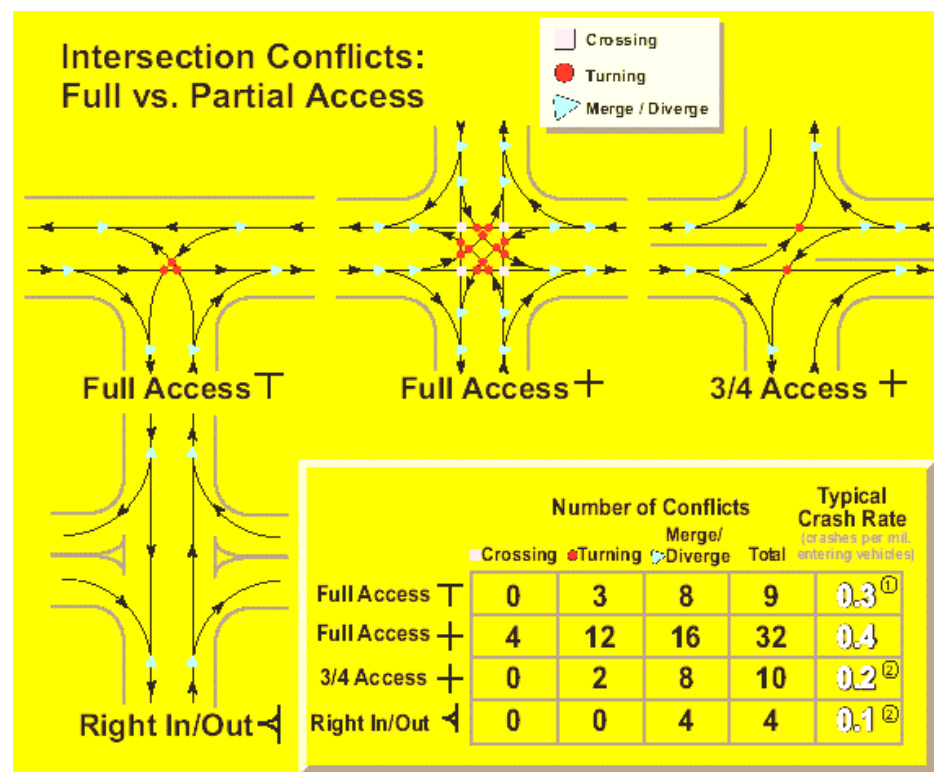 Intersection Conflicts:
Full vs. Partial Access
Crossing
Turning
Merge / Diverge
Full Access
Full Access
3/4 Access
Right In/Out
Number of Conflicts
Typical
Crash Rate
(crashes per mil.
entering vehicles)
Crossing Turning Merge/
Diverge Total
Full Access 0 3 8 9 0.3 ①
Full Access 4 12 16 32 0.4
3/4 Access 0 2 8 10 0.2 ②
Right In/Out 0 0 4 4 0.1 ②